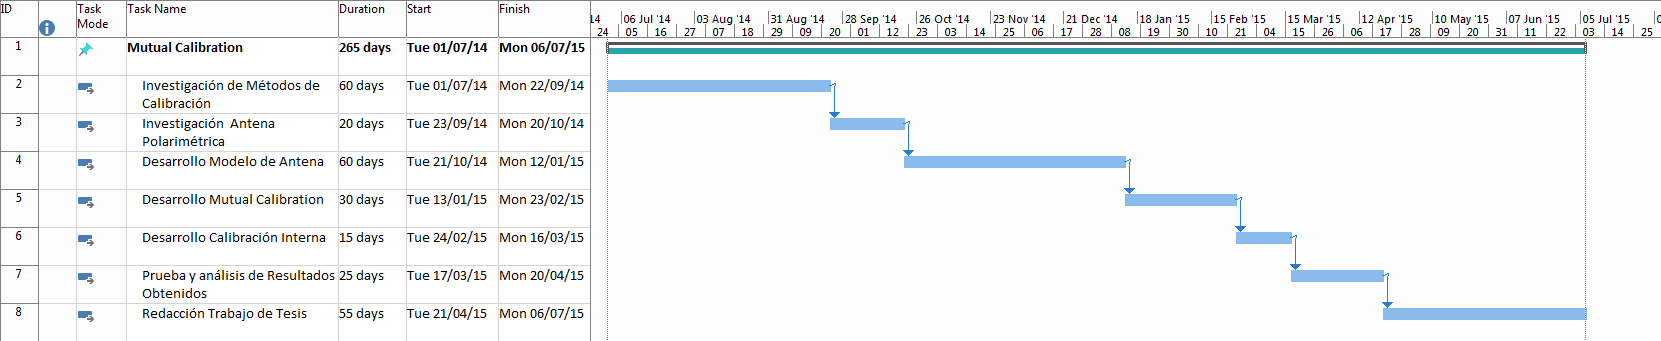 ID Task Mode Task Name Duration Start Finish
14 06 Jul '14 03 Aug '14 31 Aug '14 28 Sep '14 26 Oct '14 23 Nov '14 21 Dec '14 18 Jan '15 15 Feb '15 15 Mar '15 12 Apr '15 10 May '15 07 Jun '15 05 Jul '15 0
24 05 16 27 07 18 29 09 20 01 12 23 03 14 25 06 17 28 08 19 30 10 21 04 15 26 06 17 28 09 20 31 11 22 03 14 25
1 Mutual Calibration 265 days Tue 01/07/14 Mon 06/07/15
2 Investigación de Métodos de 60 days Tue 01/07/14 Mon 22/09/14
Calibración
3 Investigación Antena 20 days Tue 23/09/14 Mon 20/10/14
Polarimétrica
4 Desarrollo Modelo de Antena 60 days Tue 21/10/14 Mon 12/01/15
5 Desarrollo Mutual Calibration 30 days Tue 13/01/15 Mon 23/02/15
6 Desarrollo Calibración Interna 15 days Tue 24/02/15 Mon 16/03/15
7 Prueba y análisis de Resultados 25 days Tue 17/03/15 Mon 20/04/15
Obtenidos
8 Redacción Trabajo de Tesis 55 days Tue 21/04/15 Mon 06/07/15